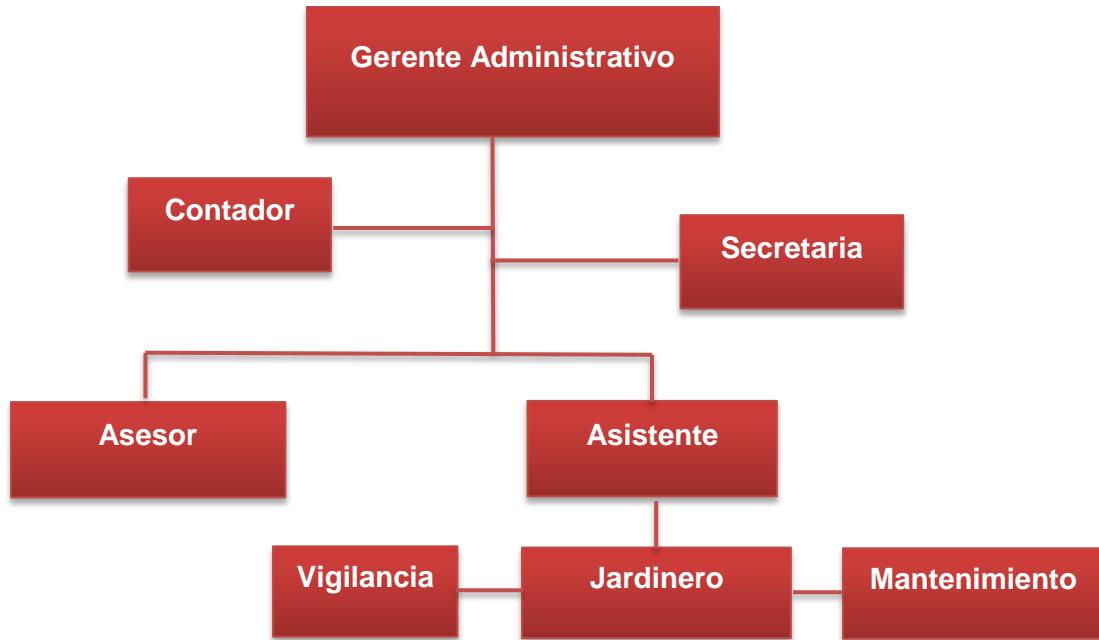 Gerente Administrativo
Contador
Secretaria
Asesor
Asistente
Vigilancia
Jardinero
Mantenimiento